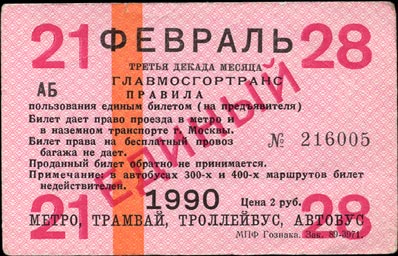 21 ФЕВРАЛЬ 28
ТРЕТЬЯ ДЕКАДА МЕСЯЦА
АБ ГЛАВМОСГОРТРАНС
ПРАВИЛА
пользования единым билетом (на предъявителя)
Билет дает право проезда в метро и
в наземном транспорте г. Москвы.
Билет права на бесплатный провоз
багажа не дает.
№ 216005
Проданный билет обратно не принимается.
Примечание: в автобусах 300-х и 400-х маршрутов билет
недействителен.
ЕДИНЫЙ
1990 Цена 2 руб.
21 28
МЕТРО, ТРАМВАЙ, ТРОЛЛЕЙБУС, АВТОБУС
МПФ Гознака. Зак. 89-3971.